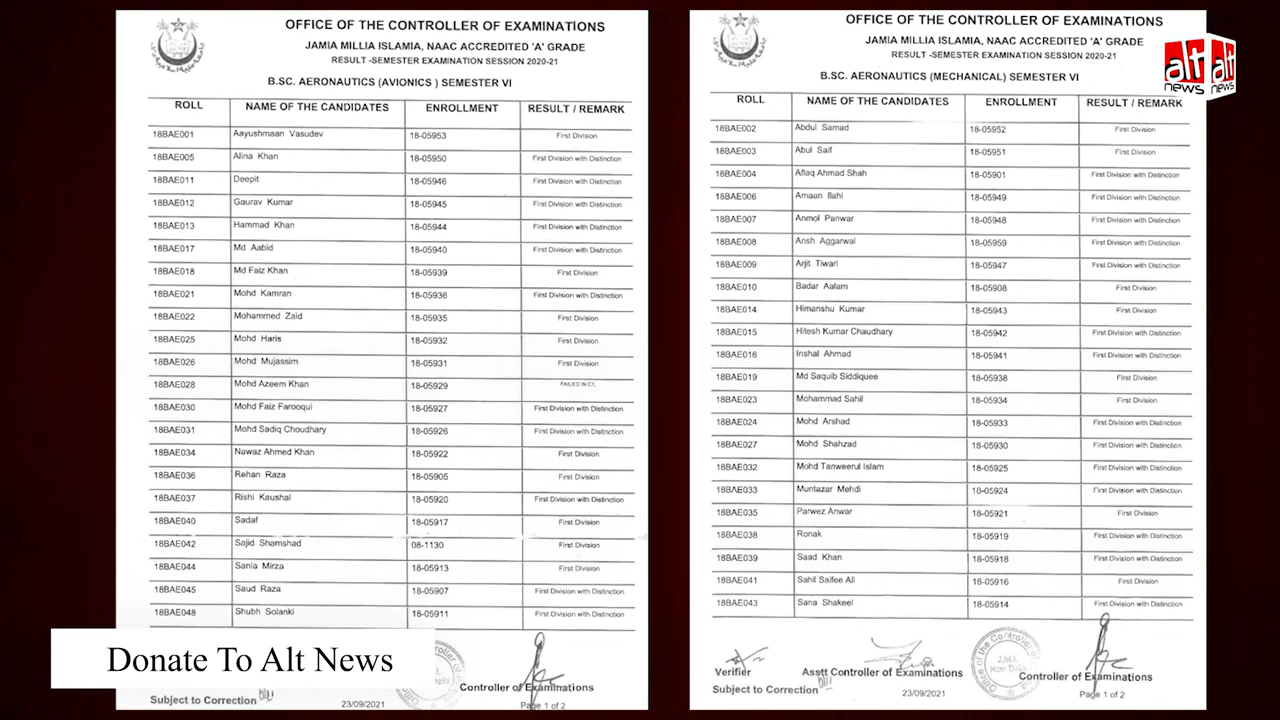 OFFICE OF THE CONTROLLER OF EXAMINATIONS
JAMIA MILLIA ISLAMIA, NAAC ACCREDITED 'A' GRADE
RESULT -SEMESTER EXAMINATION SESSION 2020-21
B.SC. AERONAUTICS (AVIONICS ) SEMESTER VI
ROLL NAME OF THE CANDIDATES ENROLLMENT RESULT / REMARK
18BAE001 Aayushmaan Vasudev 18-05953 First Division
18BAE005 Alina Khan 18-05950 First Division with Distinction
18BAE011 Deepit 18-05946 First Division with Distinction
18BAE012 Gaurav Kumar 18-05945 First Division with Distinction
18BAE013 Hammad Khan 18-05944 First Division with Distinction
18BAE017 Md Aabid 18-05940 First Division with Distinction
18BAE018 Md Faiz Khan 18-05939 First Division
18BAE021 Mohd Kamran 18-05936 First Division with Distinction
18BAE022 Mohammed Zaid 18-05935 First Division
18BAE025 Mohd Haris 18-05932 First Division
18BAE026 Mohd Mujassim 18-05931 First Division
18BAE028 Mohd Azeem Khan 18-05929 FAILED IN C1,
18BAE030 Mohd Faiz Farooqui 18-05927 First Division with Distinction
18BAE031 Mohd Sadiq Choudhary 18-05926 First Division with Distinction
18BAE034 Nawaz Ahmed Khan 18-05922 First Division
18BAE036 Rehan Raza 18-05905 First Division
18BAE037 Rishi Kaushal 18-05920 First Division with Distinction
18BAE040 Sadaf 18-05917 First Division
18BAE042 Sajid Shamshad 08-1130 First Division
18BAE044 Sania Mirza 18-05913 First Division
18BAE045 Saud Raza 18-05907 First Division with Distinction
18BAE048 Shubh Solanki 18-05911 First Division with Distinction
Controller of Examinations
Subject to Correction
23/09/2021
Page 1 of 2
Donate To Alt News
OFFICE OF THE CONTROLLER OF EXAMINATIONS
JAMIA MILLIA ISLAMIA, NAAC ACCREDITED 'A' GRADE
RESULT -SEMESTER EXAMINATION SESSION 2020-21
B.SC. AERONAUTICS (MECHANICAL) SEMESTER VI
ROLL NAME OF THE CANDIDATES ENROLLMENT RESULT / REMARK
18BAE002 Abdul Samad 18-05952 First Division
18BAE003 Abul Saif 18-05951 First Division
18BAE004 Afiaq Ahmad Shah 18-05901 First Division with Distinction
18BAE006 Amaan Ilahi 18-05949 First Division with Distinction
18BAE007 Anmol Panwar 18-05948 First Division with Distinction
18BAE008 Ansh Aggarwal 18-05959 First Division with Distinction
18BAE009 Arjit Tiwari 18-05947 First Division with Distinction
18BAE010 Badar Aalam 18-05908 First Division
18BAE014 Himanshu Kumar 18-05943 First Division
18BAE015 Hitesh Kumar Chaudhary 18-05942 First Division with Distinction
18BAE016 Inshal Ahmad 18-05941 First Division with Distinction
18BAE019 Md Saquib Siddiquee 18-05938 First Division
18BAE023 Mohammad Sahil 18-05934 First Division
18BAE024 Mohd Arshad 18-05933 First Division with Distinction
18BAE027 Mohd Shahzad 18-05930 First Division with Distinction
18BAE032 Mohd Tanweerul Islam 18-05925 First Division with Distinction
18BAE033 Muntazar Mehdi 18-05924 First Division with Distinction
18BAE035 Parwez Anwar 18-05921 First Division
18BAE038 Ronak 18-05919 First Division with Distinction
18BAE039 Saad Khan 18-05918 First Division with Distinction
18BAE041 Sahil Saifee Ali 18-05916 First Division
18BAE043 Sana Shakeel 18-05914 First Division with Distinction
Verifier Asstt Controller of Examinations Controller of Examinations
Subject to Correction
23/09/2021
Page 1 of 2
Office of the Controller of
J.M.I.
New Delhi
alt news
alt news